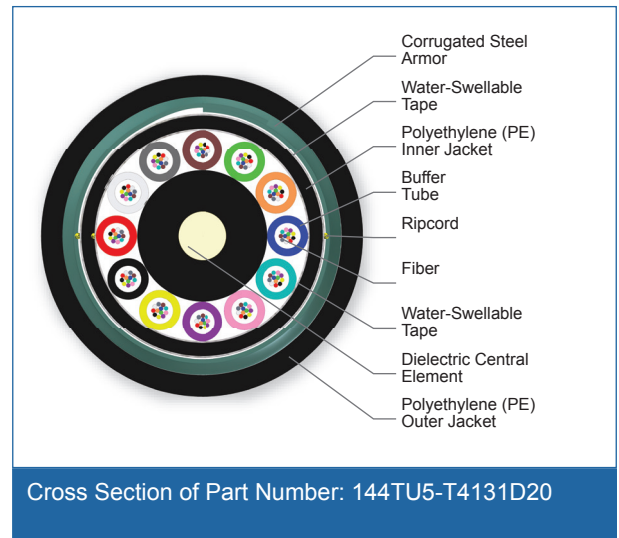 Corrugated Steel
Armor
Water-Swellable
Tape
Polyethylene (PE)
Inner Jacket
Buffer
Tube
Ripcord
Fiber
Water-Swellable
Tape
Dielectric Central
Element
Polyethylene (PE)
Outer Jacket
Cross Section of Part Number: 144TU5-T4131D20